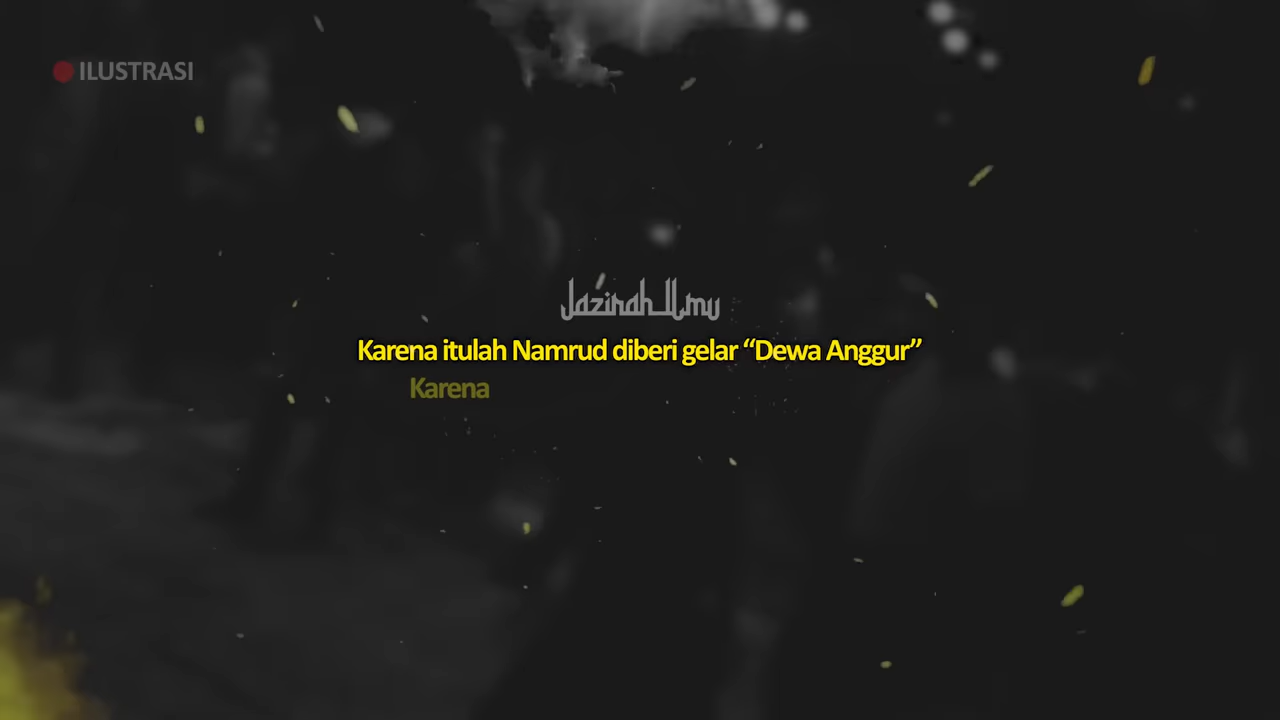 ILUSTRASI
Jazirah Ilmu
Karena itulah Namrud diberi gelar “Dewa Anggur”
Karena